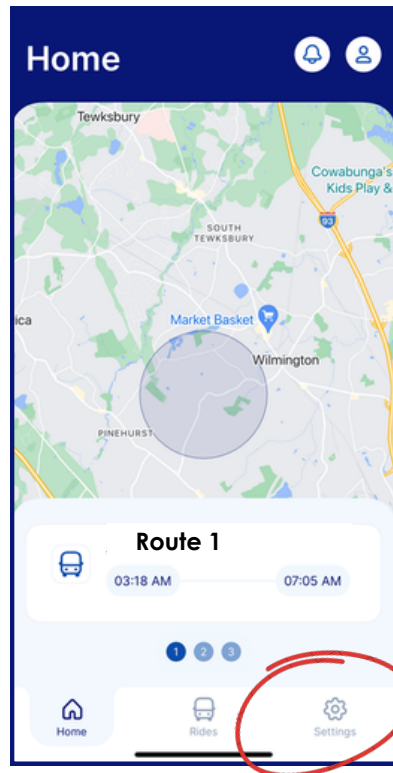 Home
Tewksbury
Cowabunga's
Kids Play &
93
SOUTH
TEWKSBURY
ica
Market Basket
Wilmington
PINEHURST
Route 1
03:18 AM
07:05 AM
1 2 3
Home
Rides
Settings